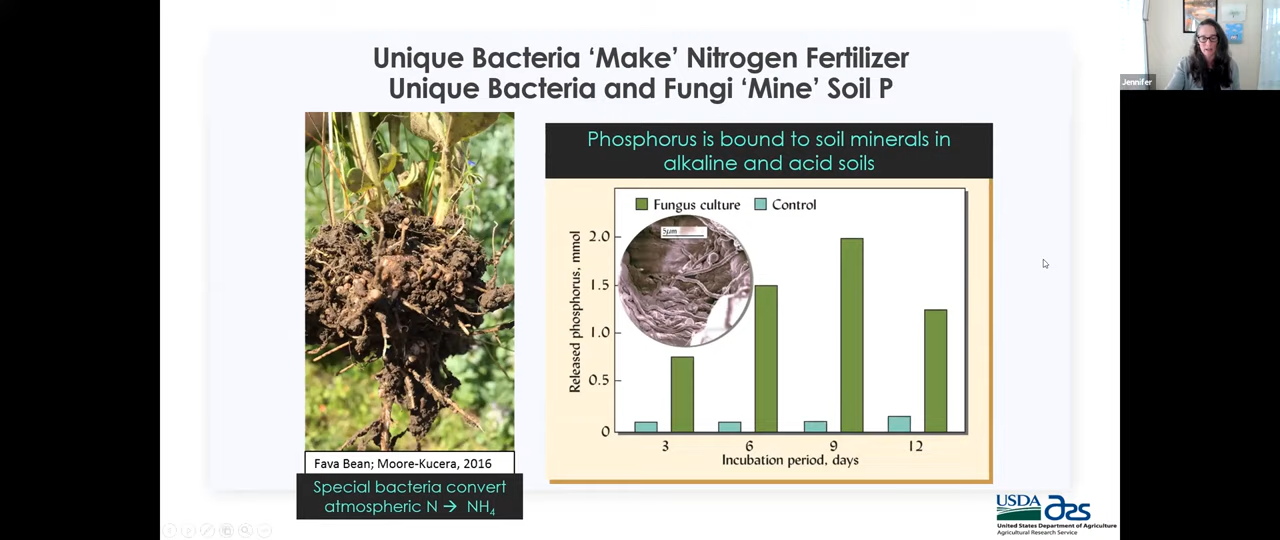 Unique Bacteria ‘Make’ Nitrogen Fertilizer
Unique Bacteria and Fungi ‘Mine’ Soil P
Jennifer
Phosphorus is bound to soil minerals in
alkaline and acid soils
Fungus culture
Control
5µm
Released phosphorus, mmol
2.0
1.5
1.0
0.5
0
3
6
9
12
Incubation period, days
Fava Bean; Moore-Kucera, 2016
Special bacteria convert
atmospheric N → NH₄
USDA ars
United States Department of Agriculture
Agricultural Research Service